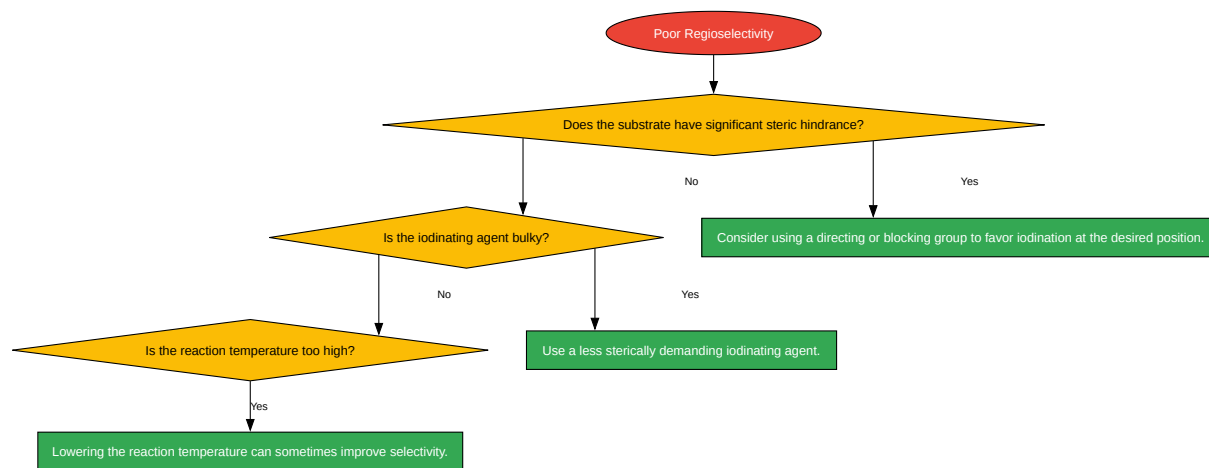 Poor Regioselectivity
Does the substrate have significant steric hindrance?
No
Yes
Is the iodinating agent bulky?
Consider using a directing or blocking group to favor iodination at the desired position.
No
Yes
Is the reaction temperature too high?
Use a less sterically demanding iodinating agent.
Yes
Lowering the reaction temperature can sometimes improve selectivity.